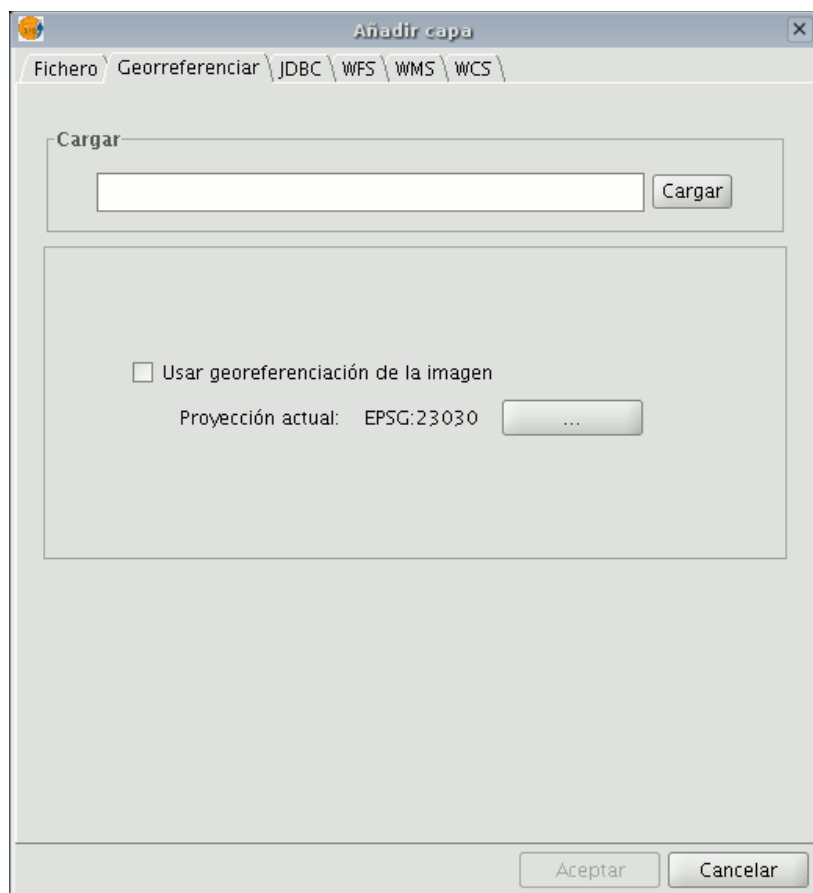 Añadir capa
Fichero Georreferenciar JDBC WFS WMS WCS
Cargar
Cargar
Usar georeferenciación de la imagen
Proyección actual: EPSG:23030 ...
Aceptar Cancelar